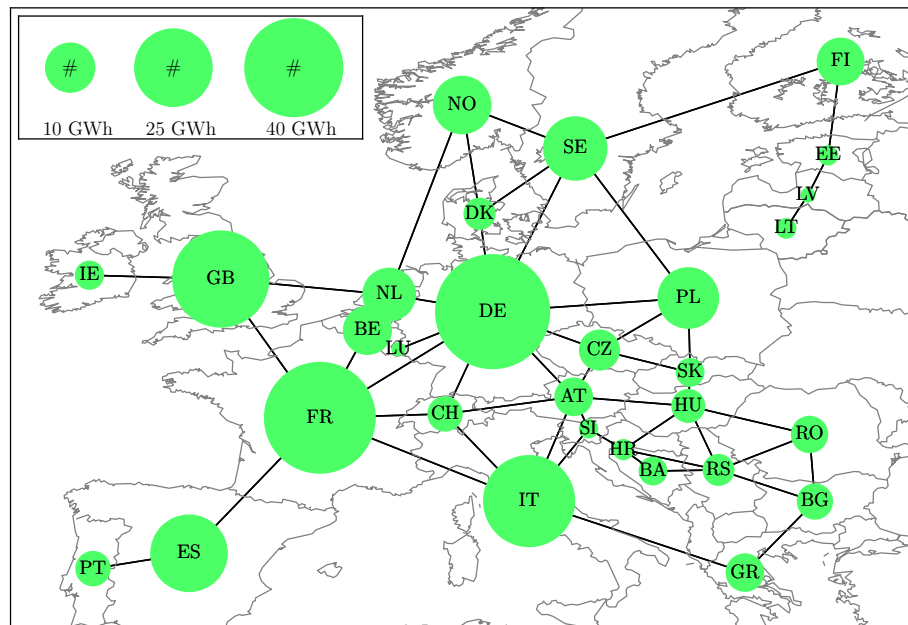 # # #
10 GWh 25 GWh 40 GWh
FI
NO
SE
EE
LV
DK
LT
IE
GB
NL
PL
DE
BE
LU
CZ
SK
AT
HU
CH
FR
SI
RO
HR
BA
RS
IT
BG
ES
PT
GR